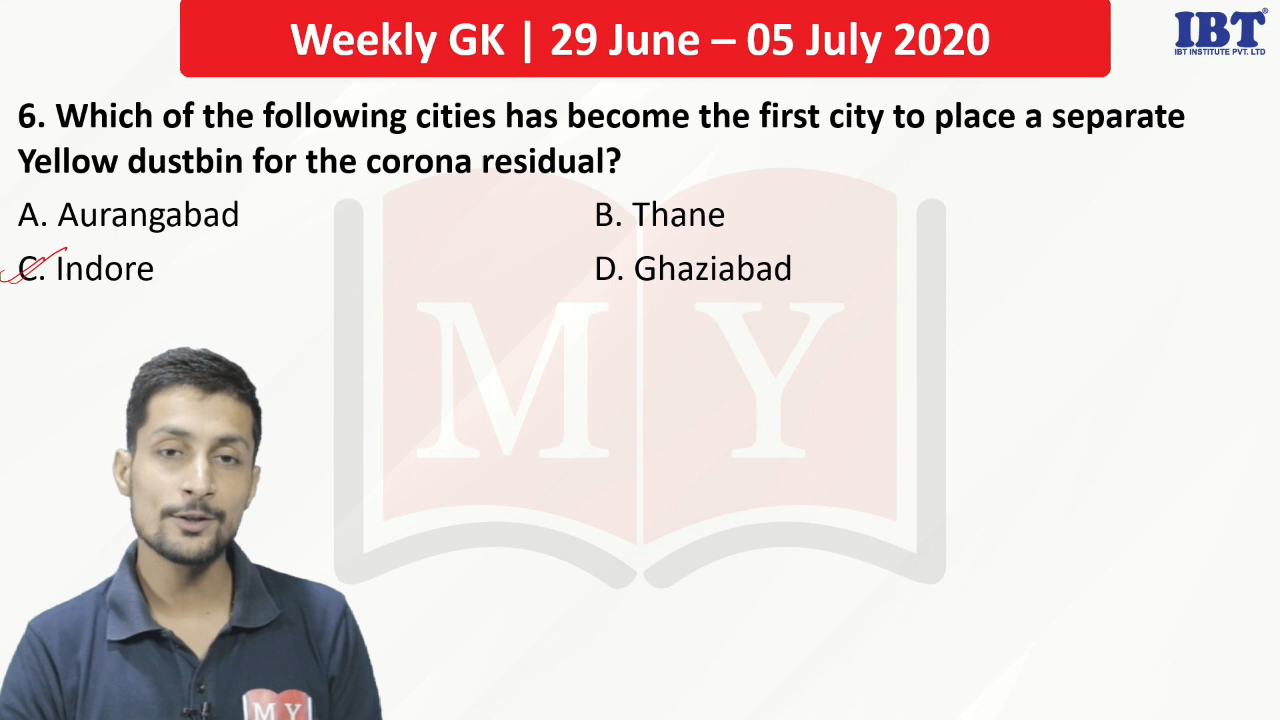 Weekly GK | 29 June – 05 July 2020
IBT®
IBT INSTITUTE PVT. LTD
6. Which of the following cities has become the first city to place a separate
Yellow dustbin for the corona residual?
A. Aurangabad
B. Thane
C. Indore
D. Ghaziabad
M Y
M Y